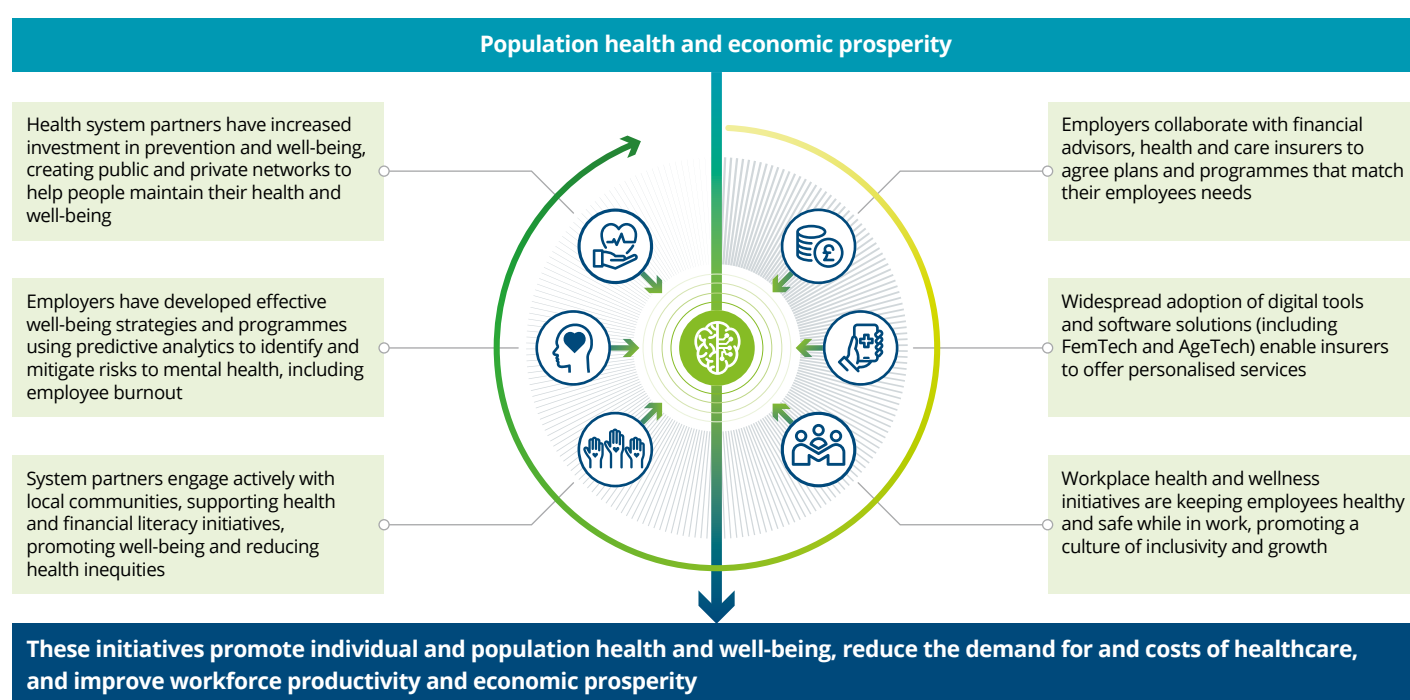 Population health and economic prosperity
Health system partners have increased
investment in prevention and well-being,
creating public and private networks to
help people maintain their health and
well-being
Employers have developed effective
well-being strategies and programmes
using predictive analytics to identify and
mitigate risks to mental health, including
employee burnout
System partners engage actively with
local communities, supporting health
and financial literacy initiatives,
promoting well-being and reducing
health inequities
£
Employers collaborate with financial
advisors, health and care insurers to
agree plans and programmes that match
their employees needs
Widespread adoption of digital tools
and software solutions (including
FemTech and AgeTech) enable insurers
to offer personalised services
Workplace health and wellness
initiatives are keeping employees healthy
and safe while in work, promoting a
culture of inclusivity and growth
These initiatives promote individual and population health and well-being, reduce the demand for and costs of healthcare,
and improve workforce productivity and economic prosperity